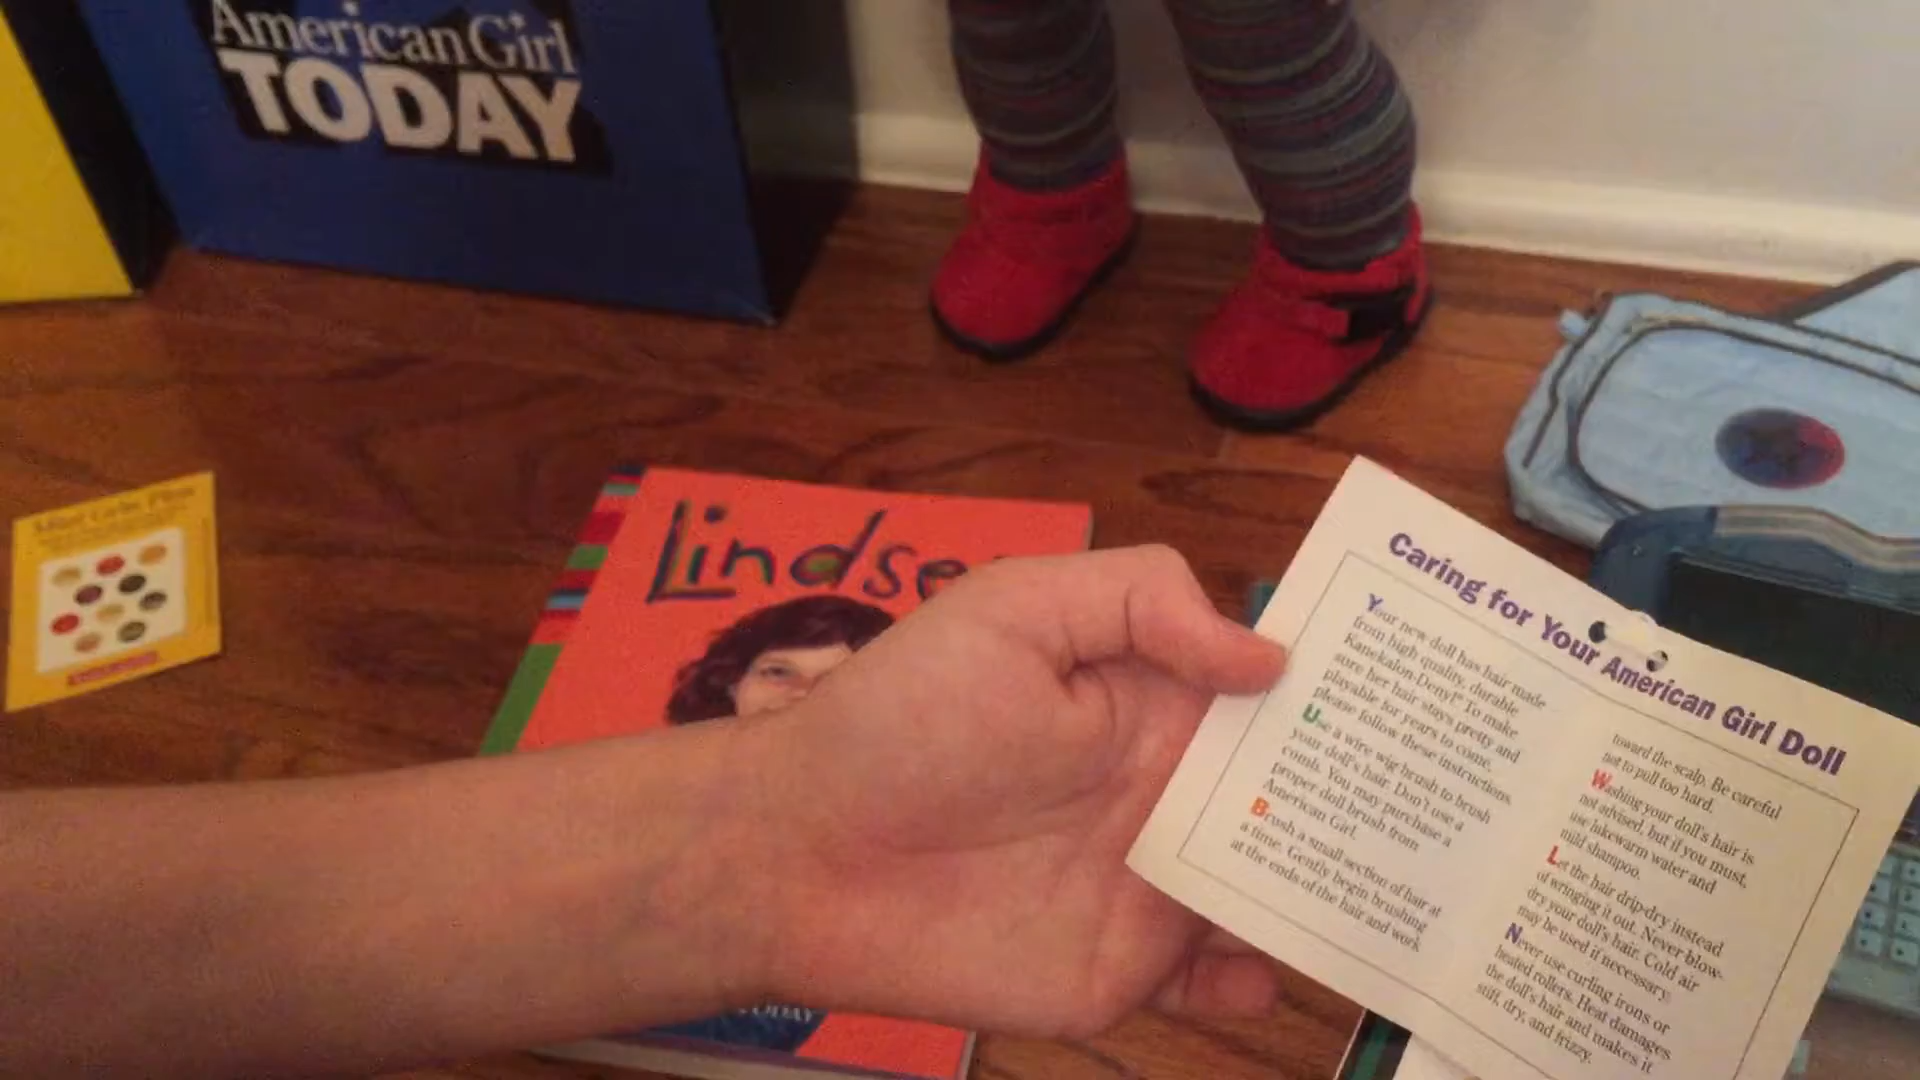 American Girl
TODAY
Lindse
TODAY
Caring for Your American Girl Doll
Your new doll has hair made
from high quality, durable
Kanekalon-Denyl®. To make
sure her hair stays pretty and
playable for years to come,
please follow these instructions.
Use a wire wig brush to brush
your doll's hair. Don't use a
comb. You may purchase a
proper doll brush from
American Girl.
Brush a small section of hair at
a time. Gently begin brushing
at the ends of the hair and work
toward the scalp. Be careful
not to pull too hard.
Washing your doll's hair is
not advised, but if you must,
use lukewarm water and
mild shampoo.
Let the hair drip-dry instead
of wringing it out. Never blow-
dry your doll's hair. Cold air
may be used if necessary.
Never use curling irons or
heated rollers. Heat damages
the doll's hair and makes it
stiff, dry, and frizzy.